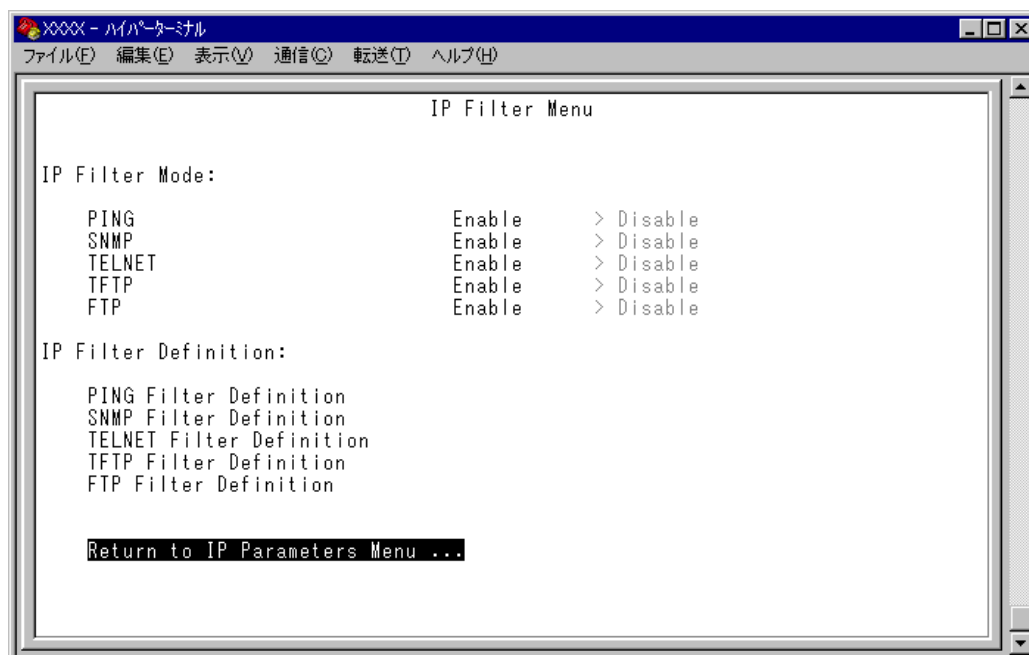 XXXX - ﾊｲﾊﾟｰﾀｰﾐﾅﾙ
ファイル(F) 編集(E) 表示(V) 通信(C) 転送(T) ヘルプ(H)
IP Filter Menu
IP Filter Mode:
PING Enable > Disable
SNMP Enable > Disable
TELNET Enable > Disable
TFTP Enable > Disable
FTP Enable > Disable
IP Filter Definition:
PING Filter Definition
SNMP Filter Definition
TELNET Filter Definition
TFTP Filter Definition
FTP Filter Definition
Return to IP Parameters Menu ...